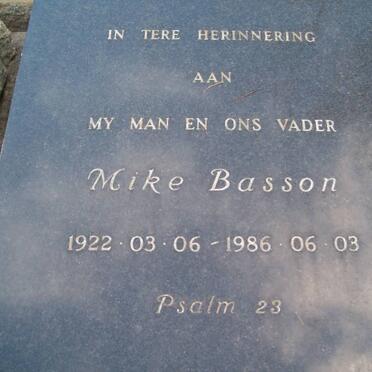 IN TERE HERINNERING
AAN
MY MAN EN ONS VADER
Mike Basson
1922·03·06-1986·06·03
Psalm 23